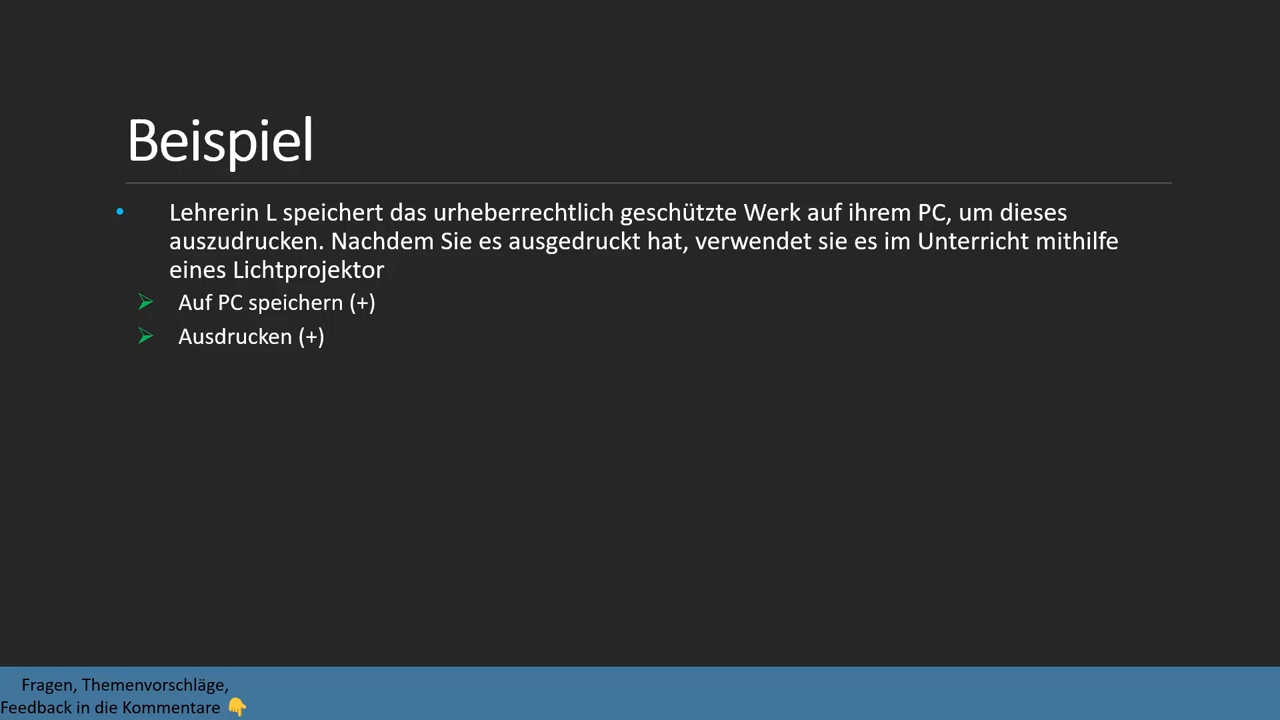 Beispiel
• Lehrerin L speichert das urheberrechtlich geschützte Werk auf ihrem PC, um dieses
auszudrucken. Nachdem Sie es ausgedruckt hat, verwendet sie es im Unterricht mithilfe
eines Lichtprojektor
➢ Auf PC speichern (+)
➢ Ausdrucken (+)
Fragen, Themenvorschläge,
Feedback in die Kommentare 👇